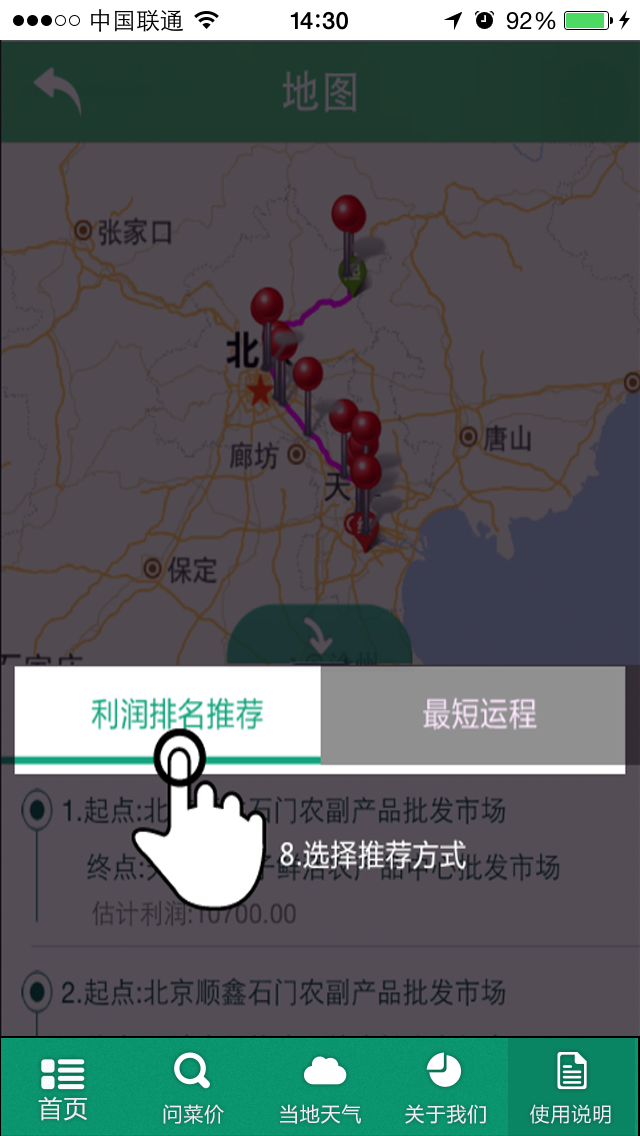 中国联通 14:30 92%
地图
张家口
北
唐山
廊坊
天
保定
利润排名推荐 最短运程
1.起点:北 石门农副产品批发市场
8.选择推荐方式
终点: 鲜活农产品中心批发市场
估计利润:10700.00
2.起点:北京顺鑫石门农副产品批发市场
首页 问菜价 当地天气 关于我们 使用说明